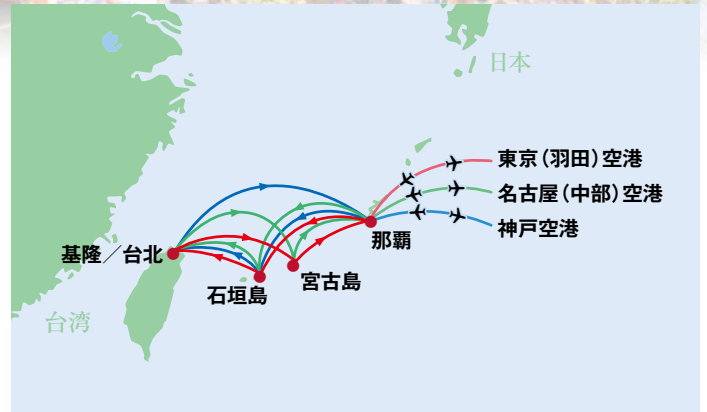 日本
東京（羽田）空港
名古屋（中部）空港
神戸空港
那覇
基隆／台北
宮古島
石垣島
台湾